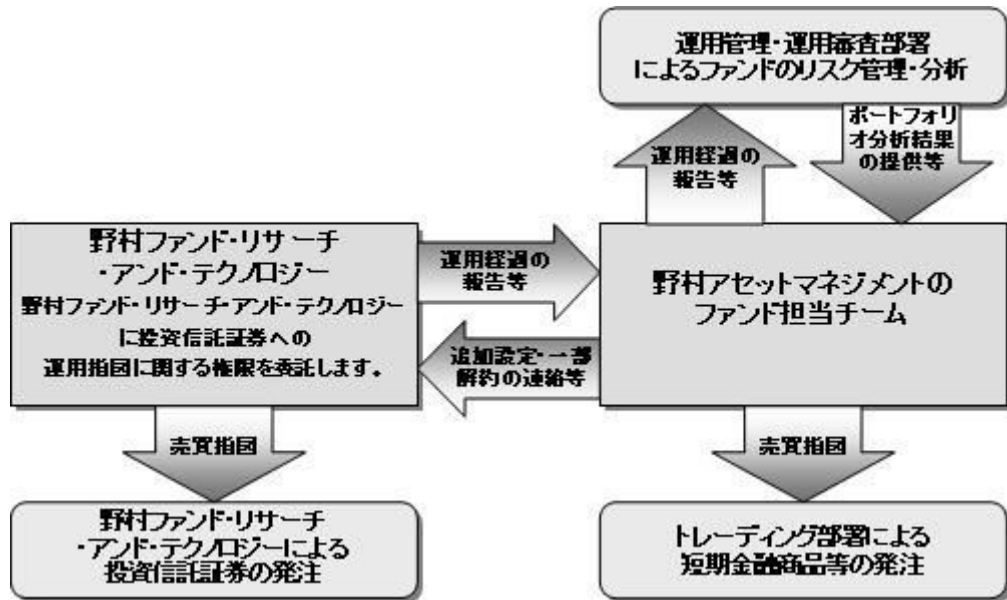 運用管理・運用審査部署
によるファンドのリスク管理・分析
運用経過の
報告等
ポートフォリ
オ分析結果
の提供等
野村ファンド・リサーチ
・アンド・テクノロジー
野村ファンド・リサーチ・アンド・テクノロジー
に投資信託証券への
運用指図に関する権限を委託します。
運用経過の
報告等
追加設定・一部
解約の連絡等
野村アセットマネジメントの
ファンド担当チーム
売買指図
売買指図
野村ファンド・リサーチ
・アンド・テクノロジーによる
投資信託証券の発注
トレーディング部署による
短期金融商品等の発注